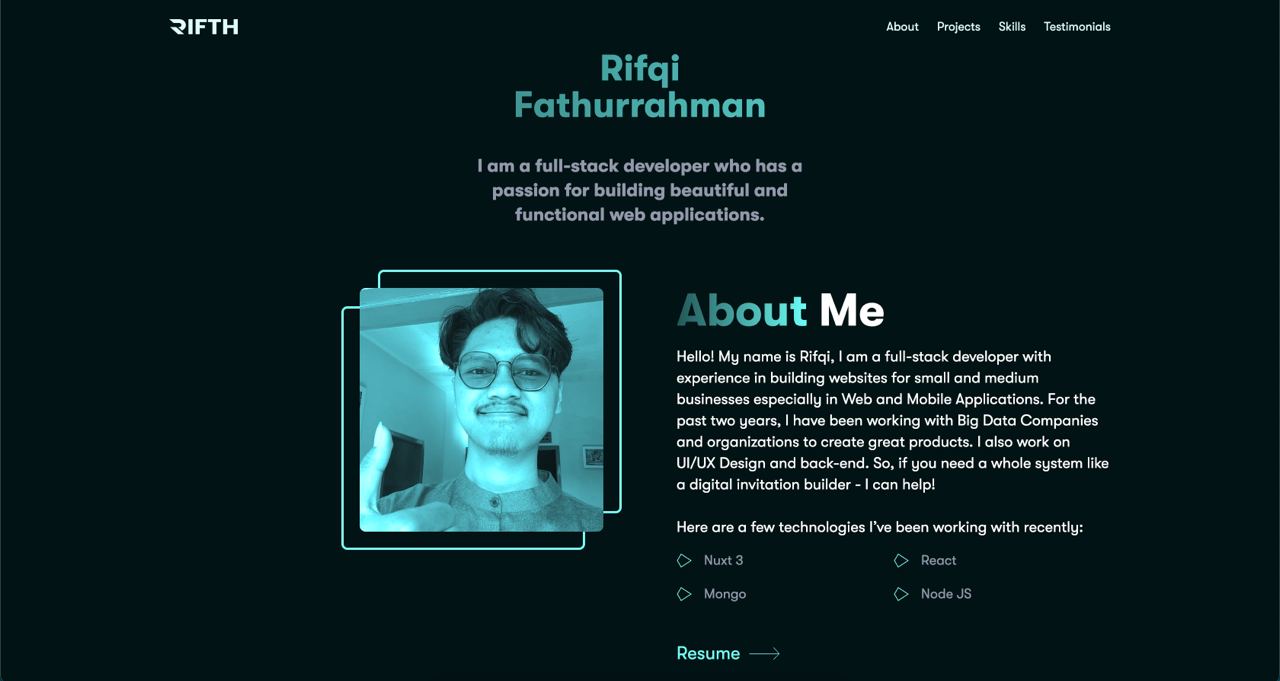 RIFTH
About Projects Skills Testimonials
Rifqi
Fathurrahman
I am a full-stack developer who has a
passion for building beautiful and
functional web applications.
About Me
Hello! My name is Rifqi, I am a full-stack developer with
experience in building websites for small and medium
businesses especially in Web and Mobile Applications. For the
past two years, I have been working with Big Data Companies
and organizations to create great products. I also work on
UI/UX Design and back-end. So, if you need a whole system like
a digital invitation builder - I can help!
Here are a few technologies I’ve been working with recently:
Nuxt 3
React
Mongo
Node JS
Resume